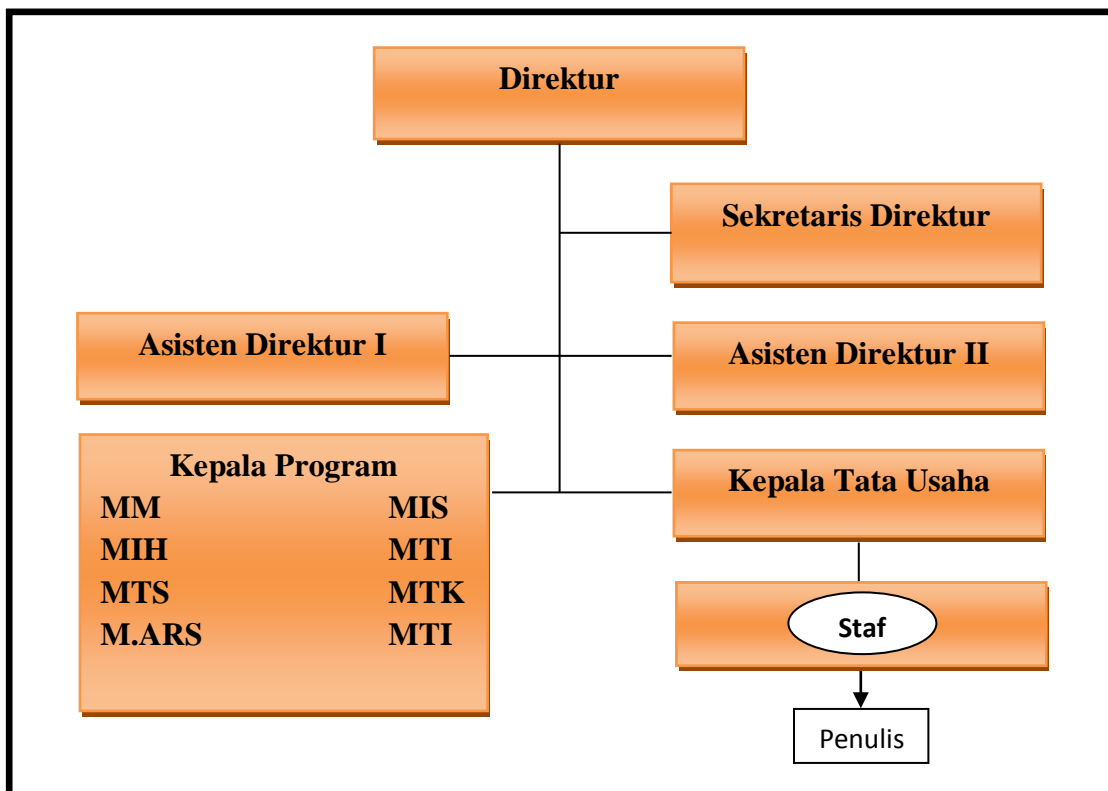 Direktur
Sekretaris Direktur
Asisten Direktur I
Asisten Direktur II
Kepala Program
MM MIS
MIH MTI
MTS MTK
M.ARS MTI
Kepala Tata Usaha
Staf
Penulis